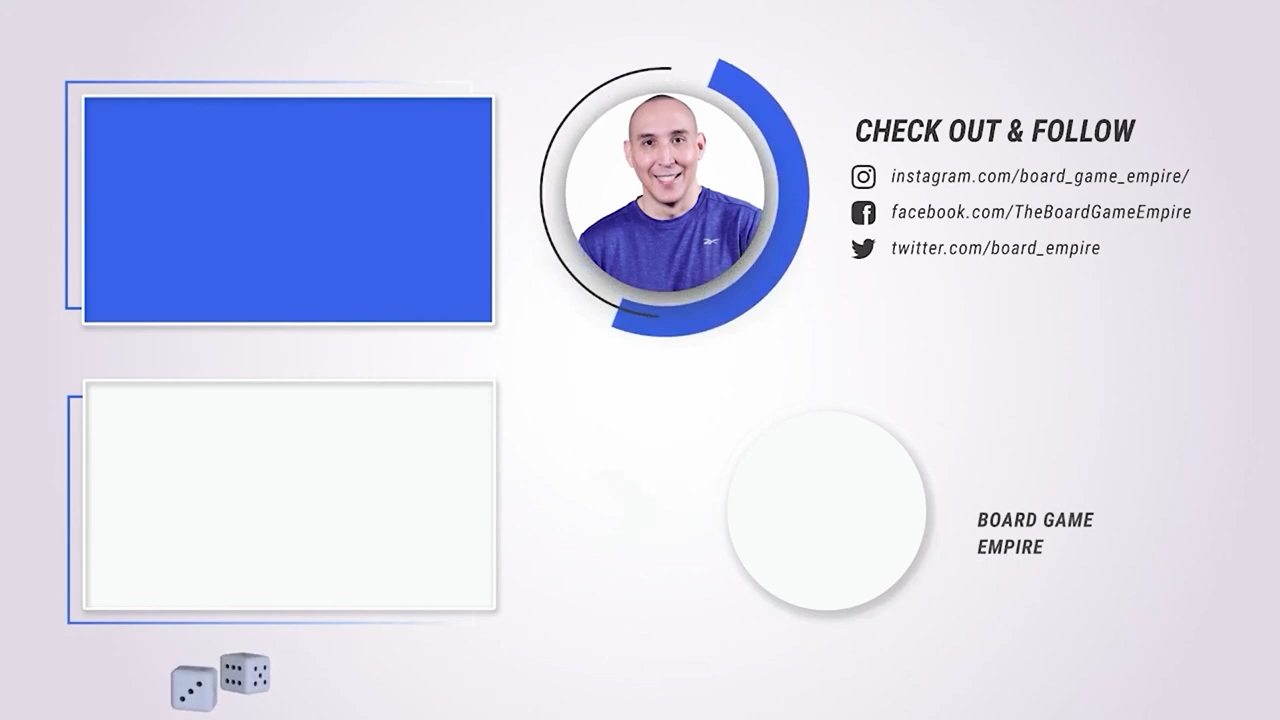 CHECK OUT & FOLLOW
instagram.com/board_game_empire/
facebook.com/TheBoardGameEmpire
twitter.com/board_empire
BOARD GAME
EMPIRE